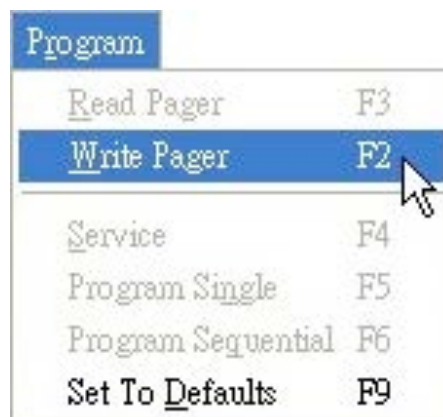 Program
Read Pager F3
Write Pager F2
Service F4
Program Single F5
Program Sequential F6
Set To Defaults F9